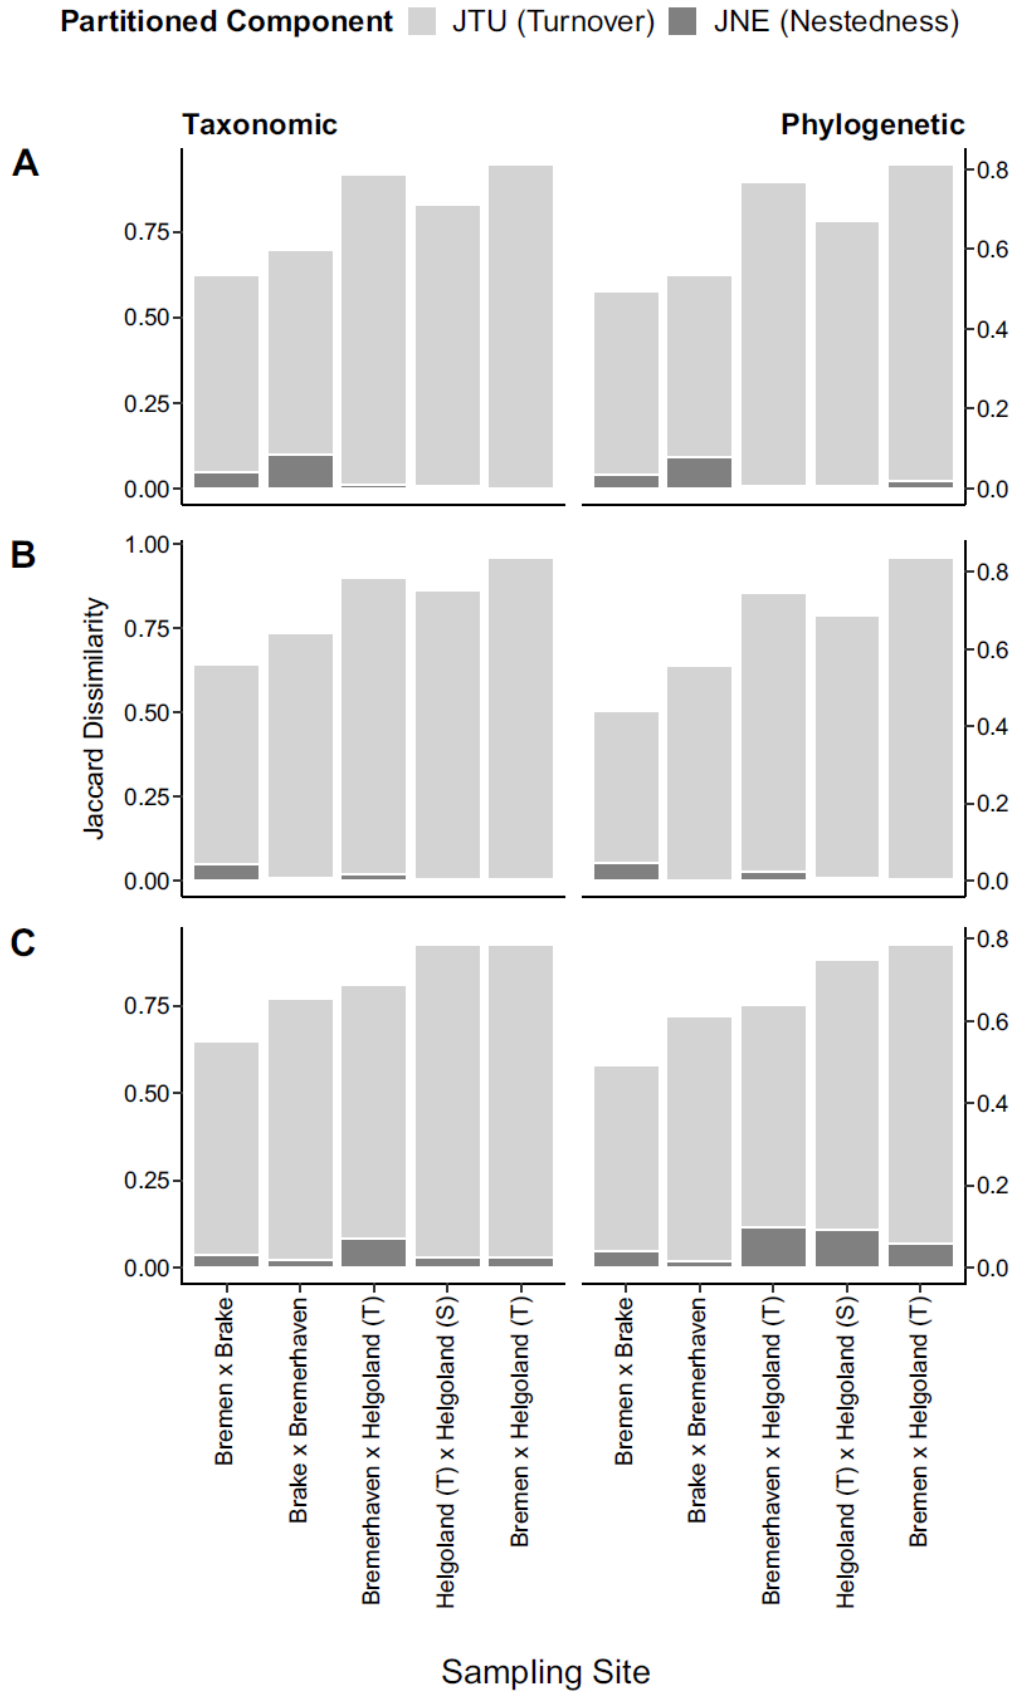 Partitioned Component JTU (Turnover) JNE (Nestedness)
Taxonomic Phylogenetic
A
0.75
0.50
0.25
0.00
0.8
0.6
0.4
0.2
0.0
B
1.00
0.75
0.50
0.25
0.00
0.8
0.6
0.4
0.2
0.0
Jaccard Dissimilarity
C
0.75
0.50
0.25
0.00
0.8
0.6
0.4
0.2
0.0
Bremen x Brake
Brake x Bremerhaven
Bremerhaven x Helgoland (T)
Helgoland (T) x Helgoland (S)
Bremen x Helgoland (T)
Bremen x Brake
Brake x Bremerhaven
Bremerhaven x Helgoland (T)
Helgoland (T) x Helgoland (S)
Bremen x Helgoland (T)
Sampling Site